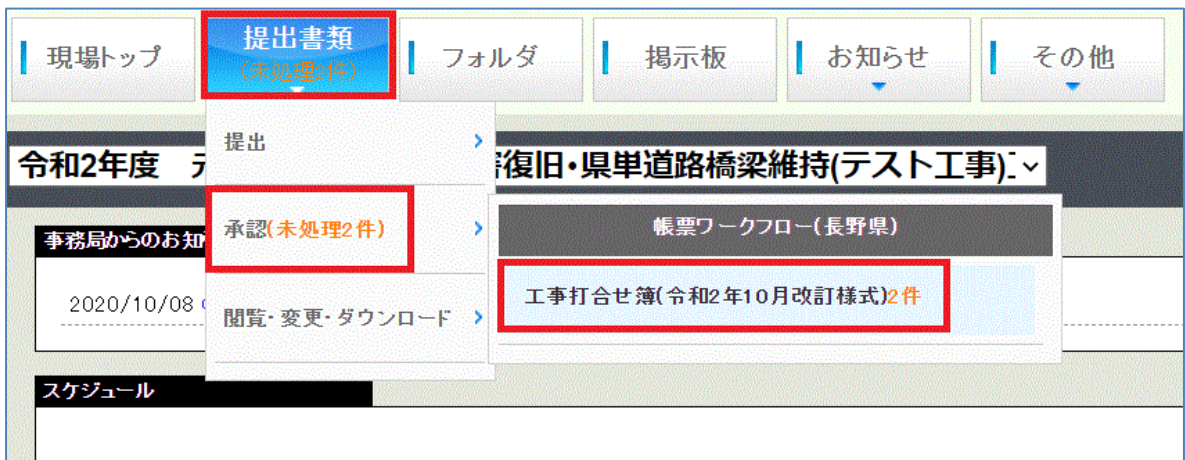 現場トップ
提出書類
(未処理2件)
フォルダ
掲示板
お知らせ
その他
提出
令和2年度
復旧・県単道路橋梁維持(テスト工事)
承認(未処理2件)
帳票ワークフロー(長野県)
事務局からのお知
工事打合せ簿(令和2年10月改訂様式)2件
2020/10/08
閲覧・変更・ダウンロード
スケジュール